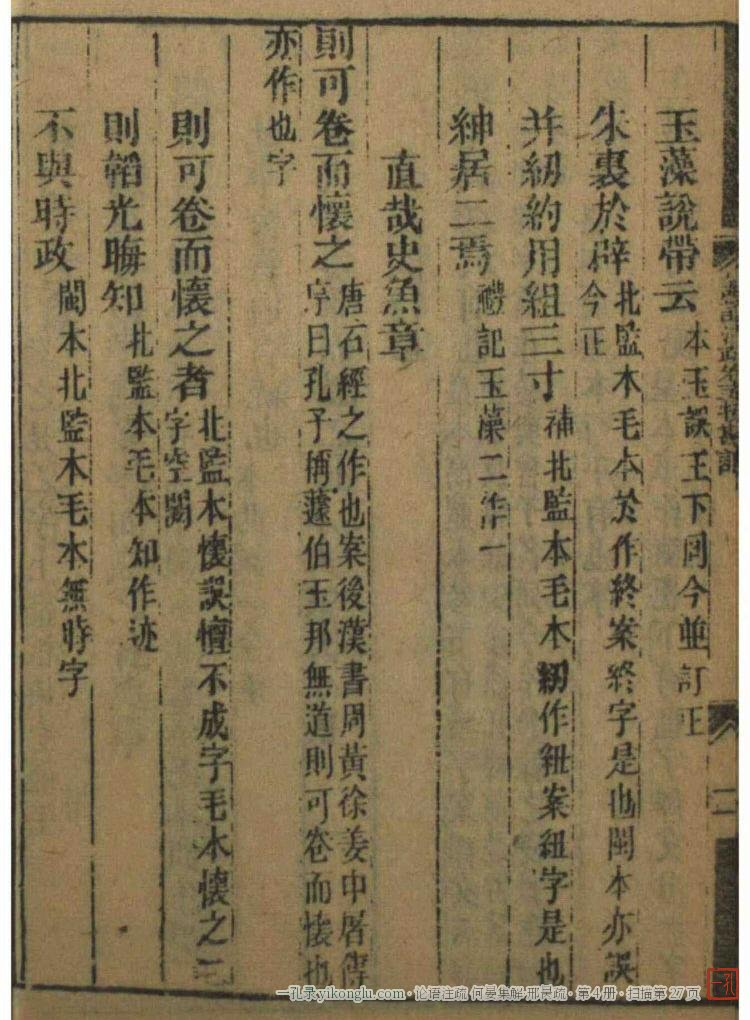 玉藻說帶云本玉誤王下同今並訂正
朱裏於辟北監本毛本於作終案終字是也閩本亦誤
今正
并紉約用組三寸補北監本毛本紉作紐案紐字是也
紳居二焉禮記玉藻二作一
直哉史魚章
則可卷而懷之唐石經之作也案後漢書周黃徐姜申屠傳
序曰孔子稱蘧伯玉邦無道則可卷而懷也
亦作也字
則可卷而懷之者北監本懷誤懷不成字毛本懷之二
字空闕
則韜光晦知北監本毛本知作迹
不與時政閩本北監本毛本無時字
二
一孔录yikonglu.com · 论语注疏 何晏集解 邢昺疏 · 第4册 · 扫描第27页